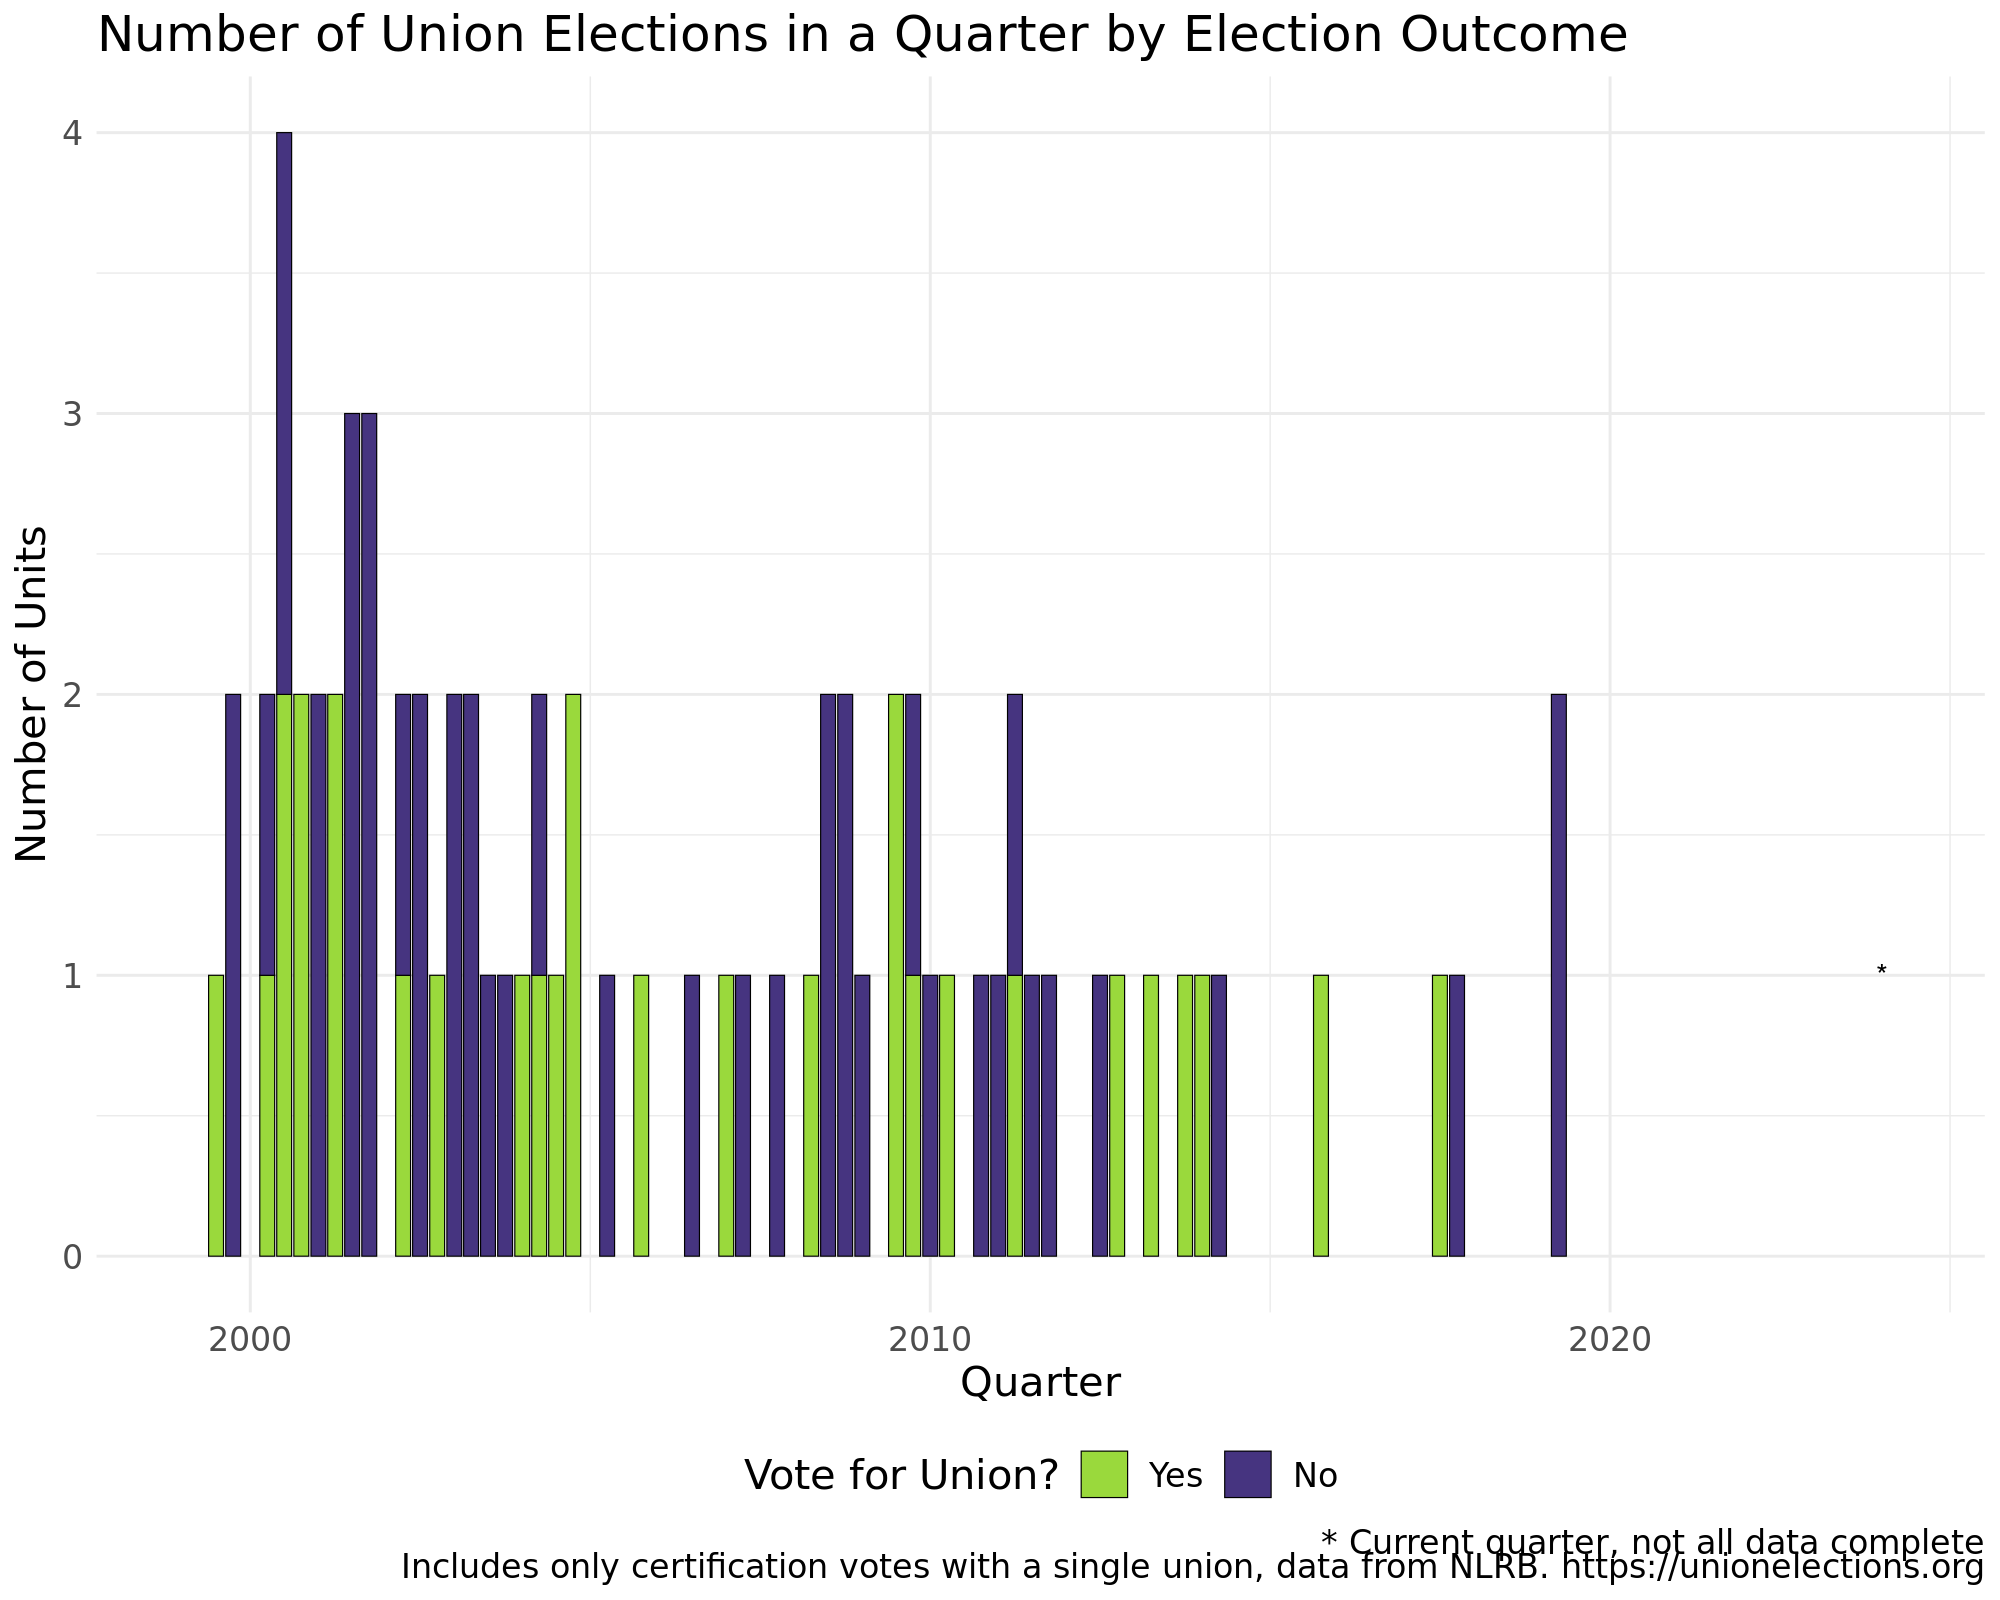 Number of Union Elections in a Quarter by Election Outcome
Number of Units
4
3
2
1
0
*
2000 2010 2020
Quarter
Vote for Union? Yes No
* Current quarter, not all data complete
Includes only certification votes with a single union, data from NLRB. https://unionelections.org